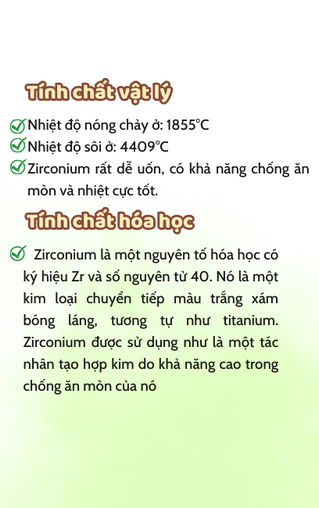 Tính chất vật lý
Nhiệt độ nóng chảy ở: 1855°C
Nhiệt độ sôi ở: 4409°C
Zirconium rất dễ uốn, có khả năng chống ăn
mòn và nhiệt cực tốt.
Tính chất hóa học
Zirconium là một nguyên tố hóa học có
ký hiệu Zr và số nguyên tử 40. Nó là một
kim loại chuyển tiếp màu trắng xám
bóng láng, tương tự như titanium.
Zirconium được sử dụng như là một tác
nhân tạo hợp kim do khả năng cao trong
chống ăn mòn của nó